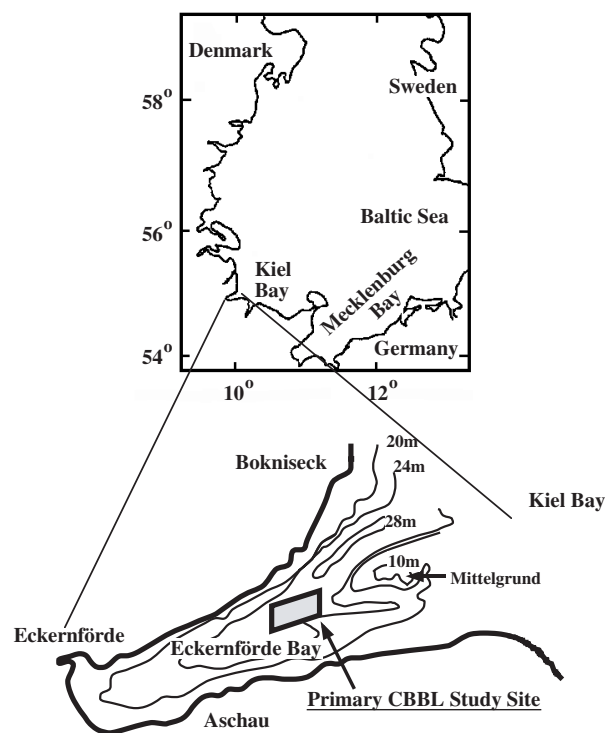 Denmark
Sweden
58°
Baltic Sea
56°
Kiel
Bay
Mecklenburg
Bay
Germany
54°
10°
12°
20m
Bokniseck
24m
Kiel Bay
28m
10m
Mittelgrund
Eckernförde
Eckernförde Bay
Primary CBBL Study Site
Aschau